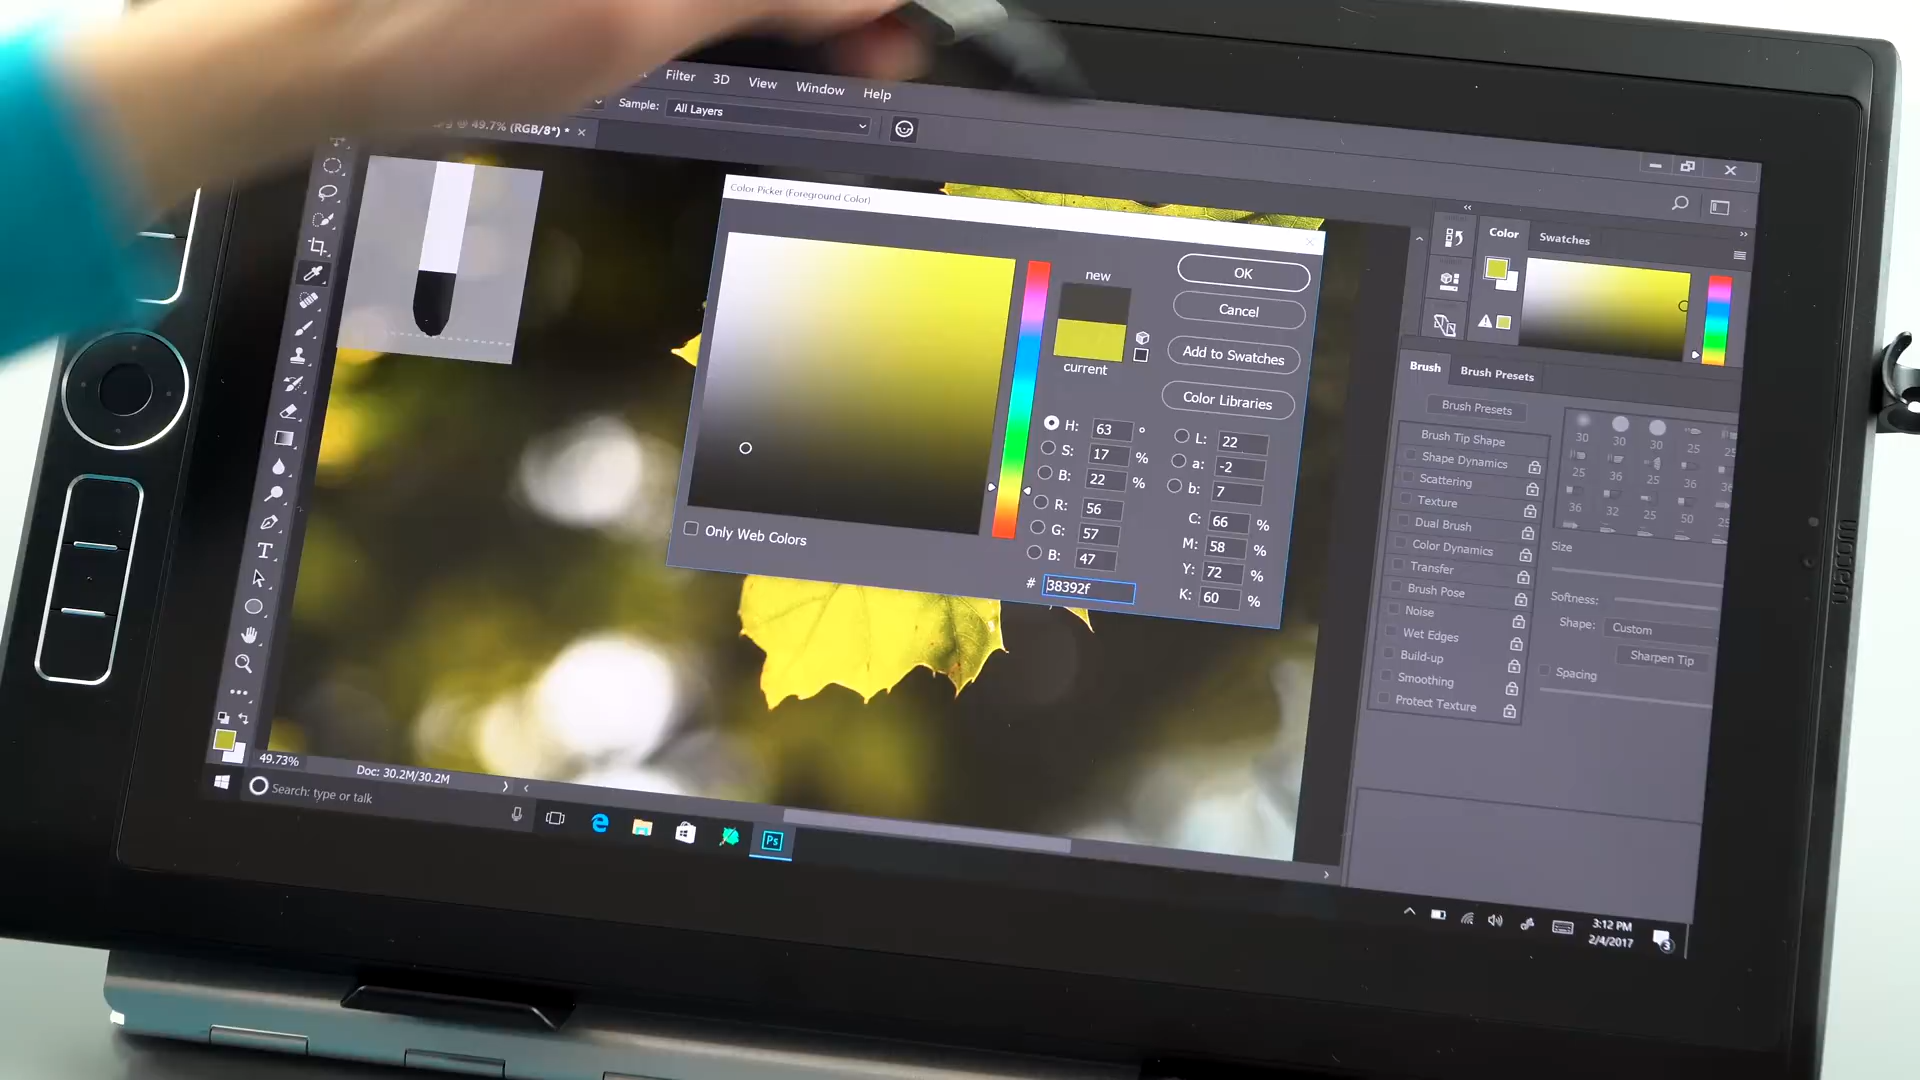 Filter 3D View Window Help
Sample: All Layers
@ 49.7% (RGB/8*) * ×
Color Picker (Foreground Color)
new
current
OK
Cancel
Add to Swatches
Color Libraries
H: 63 °
S: 17 %
B: 22 %
R: 56
G: 57
B: 47
# 38392f
L: 22
a: -2
b: 7
C: 66 %
M: 58 %
Y: 72 %
K: 60 %
Only Web Colors
Color Swatches
Brush Brush Presets
Brush Presets
Brush Tip Shape
Shape Dynamics
Scattering
Texture
Dual Brush
Color Dynamics
Transfer
Brush Pose
Noise
Wet Edges
Build-up
Smoothing
Protect Texture
30 30 30
25 36 25
36 32 25 50 25
Size
Softness:
Shape: Custom
Sharpen Tip
Spacing
T
49.73%
Doc: 30.2M/30.2M
Search: type or talk
Ps
3:12 PM
2/4/2017
3
wacom